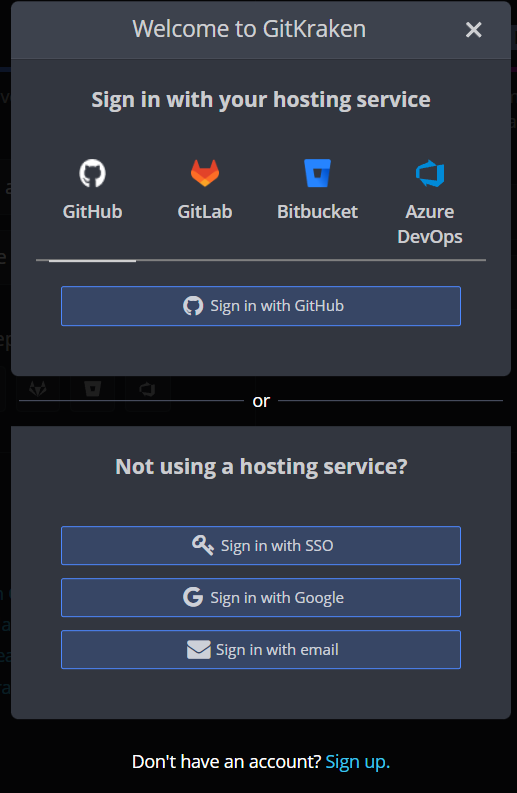 Welcome to GitKraken
Sign in with your hosting service
GitHub
GitLab
Bitbucket
Azure
DevOps
Sign in with GitHub
or
Not using a hosting service?
Sign in with SSO
Sign in with Google
Sign in with email
Don't have an account? Sign up.